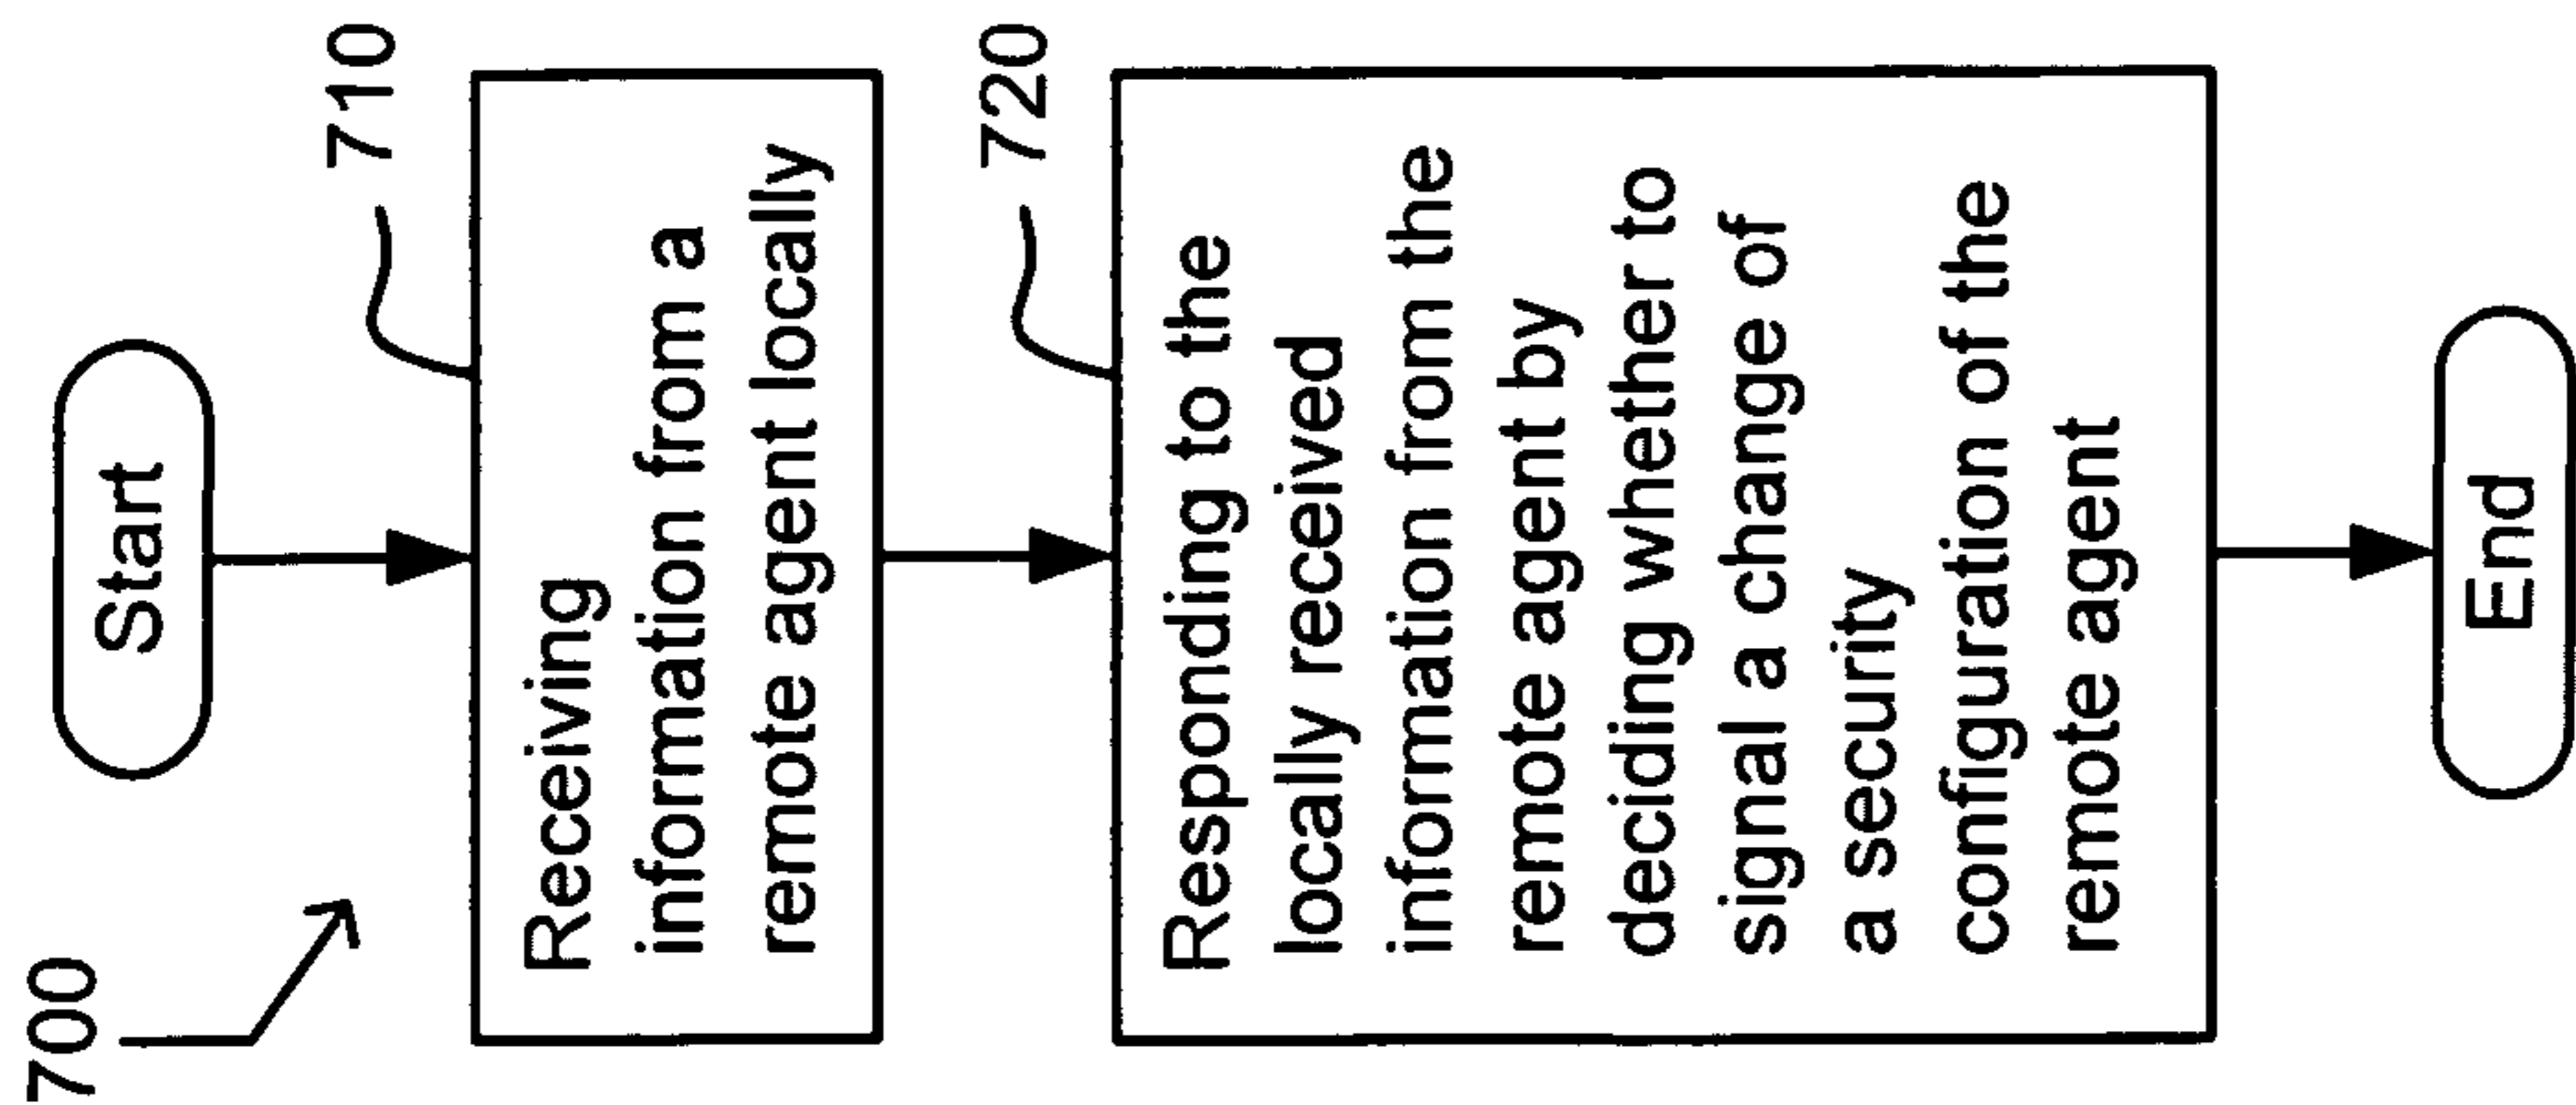 700
Start
710
Receiving
information from a
remote agent locally
720
Responding to the
locally received
information from the
remote agent by
deciding whether to
signal a change of
a security
configuration of the
remote agent
End